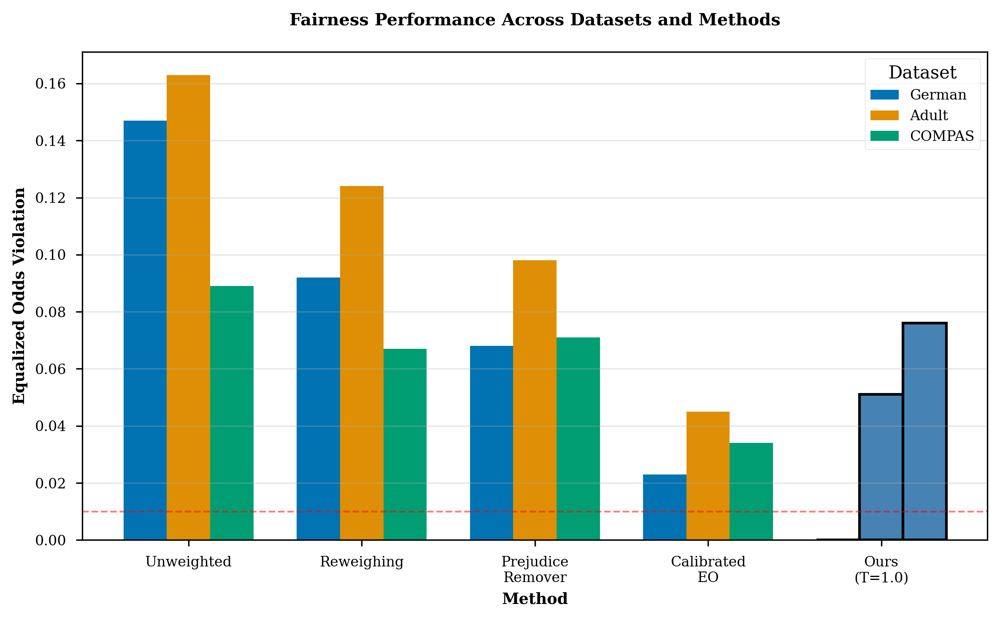 Fairness Performance Across Datasets and Methods
Equalized Odds Violation
0.16
0.14
0.12
0.10
0.08
0.06
0.04
0.02
0.00
Dataset
German
Adult
COMPAS
Unweighted
Reweighing
Prejudice
Remover
Calibrated
EO
Ours
(T=1.0)
Method